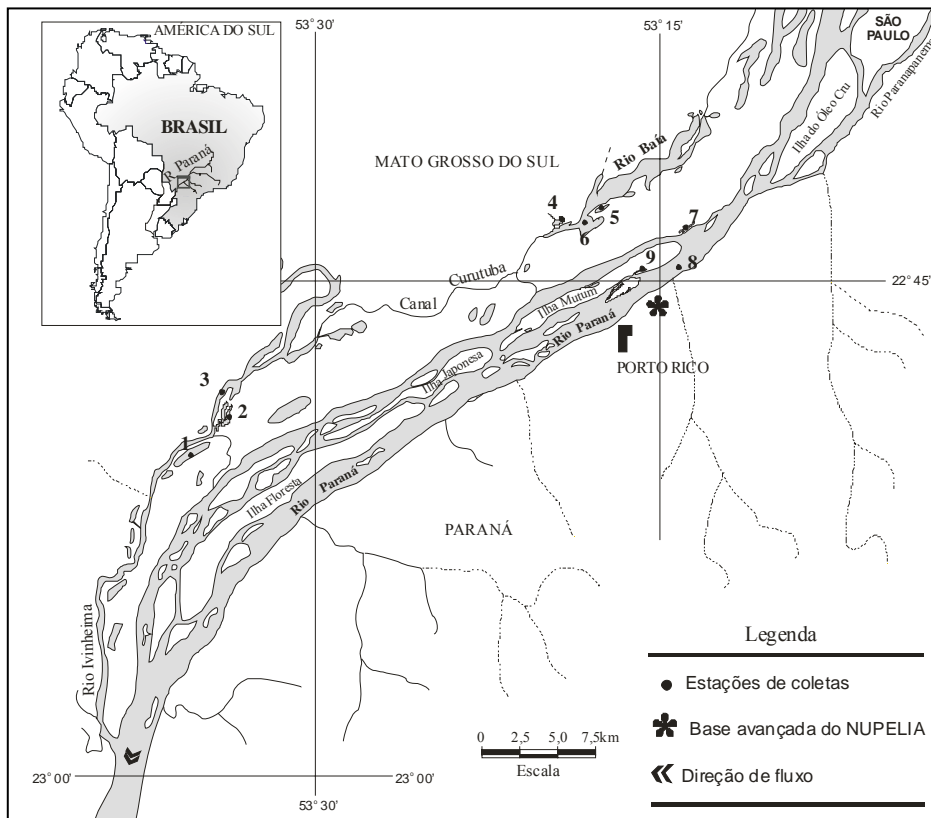 AMÉRICA DO SUL
BRASIL
R. Paraná
53° 30'
53° 15'
SÃO
PAULO
Ilha do Óleo Cru
Rio Paranapanema
Rio Baía
MATO GROSSO DO SUL
4
5
6
7
8
9
Curutuba
Canal
22° 45'
Ilha Mutum
Rio Paraná
PORTO RICO
Ilha Japonesa
3
2
1
Ilha Floresta
Rio Paraná
PARANÁ
Rio Ivinheima
Legenda
Estações de coletas
Base avançada do NUPELIA
Direção de fluxo
0 2,5 5,0 7,5km
Escala
23° 00'
23° 00'
53° 30'
53° 15'